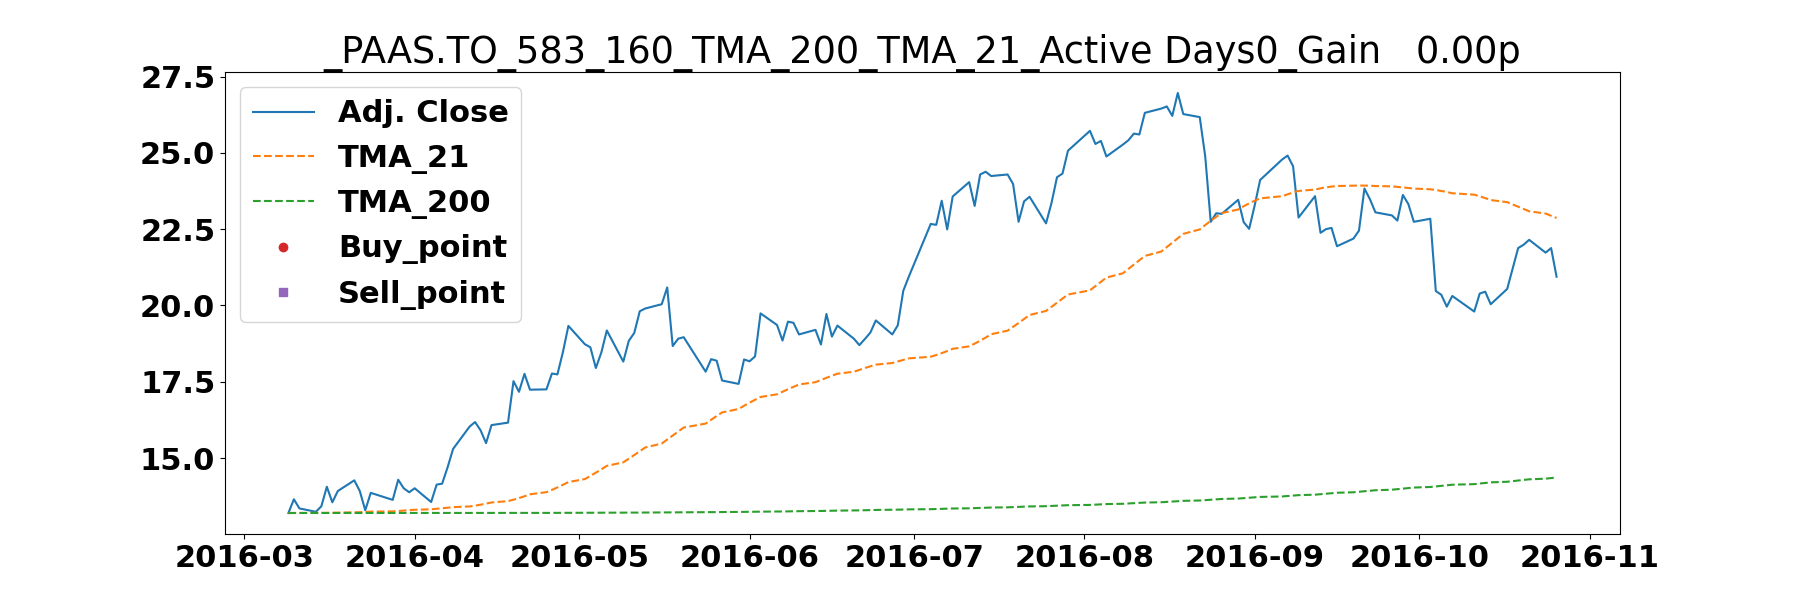 _PAAS.TO_583_160_TMA_200_TMA_21_Active Days0_Gain   0.00p
27.5
25.0
22.5
20.0
17.5
15.0
Adj. Close
TMA_21
TMA_200
Buy_point
Sell_point
2016-03 2016-04 2016-05 2016-06 2016-07 2016-08 2016-09 2016-10 2016-11